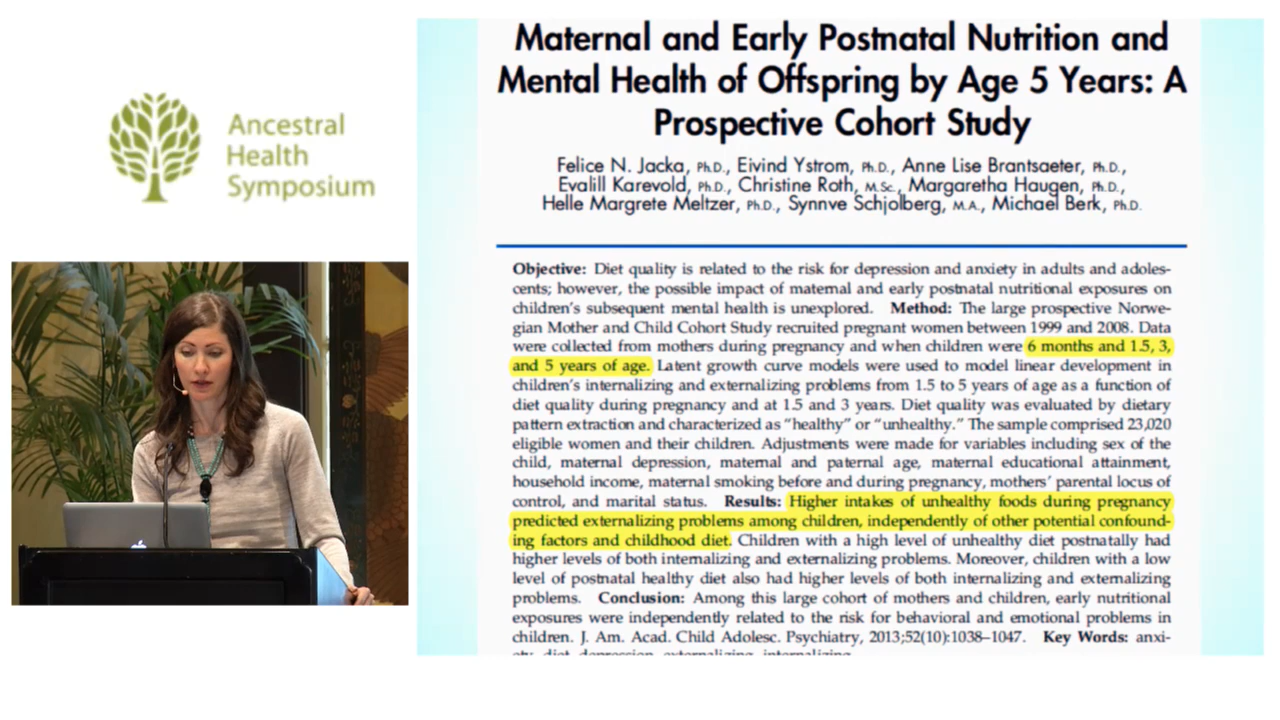 Ancestral
Health
Symposium
Maternal and Early Postnatal Nutrition and
Mental Health of Offspring by Age 5 Years: A
Prospective Cohort Study
Felice N. Jacka, Ph.D., Eivind Ystrom, Ph.D., Anne Lise Brantsaeter, Ph.D.,
Evalill Karevold, Ph.D., Christine Roth, M.Sc., Margaretha Haugen, Ph.D.,
Helle Margrete Meltzer, Ph.D., Synnve Schjolberg, M.A., Michael Berk, Ph.D.
Objective: Diet quality is related to the risk for depression and anxiety in adults and adoles-
cents; however, the possible impact of maternal and early postnatal nutritional exposures on
children's subsequent mental health is unexplored. Method: The large prospective Norwe-
gian Mother and Child Cohort Study recruited pregnant women between 1999 and 2008. Data
were collected from mothers during pregnancy and when children were 6 months and 1.5, 3,
and 5 years of age. Latent growth curve models were used to model linear development in
children's internalizing and externalizing problems from 1.5 to 5 years of age as a function of
diet quality during pregnancy and at 1.5 and 3 years. Diet quality was evaluated by dietary
pattern extraction and characterized as "healthy" or "unhealthy." The sample comprised 23,020
eligible women and their children. Adjustments were made for variables including sex of the
child, maternal depression, maternal and paternal age, maternal educational attainment,
household income, maternal smoking before and during pregnancy, mothers' parental locus of
control, and marital status. Results: Higher intakes of unhealthy foods during pregnancy
predicted externalizing problems among children, independently of other potential confound-
ing factors and childhood diet. Children with a high level of unhealthy diet postnatally had
higher levels of both internalizing and externalizing problems. Moreover, children with a low
level of postnatal healthy diet also had higher levels of both internalizing and externalizing
problems. Conclusion: Among this large cohort of mothers and children, early nutritional
exposures were independently related to the risk for behavioral and emotional problems in
children. J. Am. Acad. Child Adolesc. Psychiatry, 2013;52(10):1038–1047. Key Words: anxi-
ety, diet, depression, externalizing, internalizing